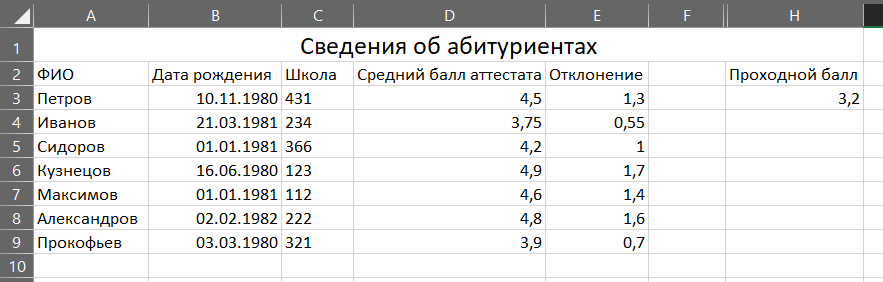 A B C D E F H
1 Сведения об абитуриентах
2 ФИО Дата рождения Школа Средний балл аттестата Отклонение Проходной балл
3 Петров 10.11.1980 431 4,5 1,3 3,2
4 Иванов 21.03.1981 234 3,75 0,55
5 Сидоров 01.01.1981 366 4,2 1
6 Кузнецов 16.06.1980 123 4,9 1,7
7 Максимов 01.01.1981 112 4,6 1,4
8 Александров 02.02.1982 222 4,8 1,6
9 Прокофьев 03.03.1980 321 3,9 0,7
10